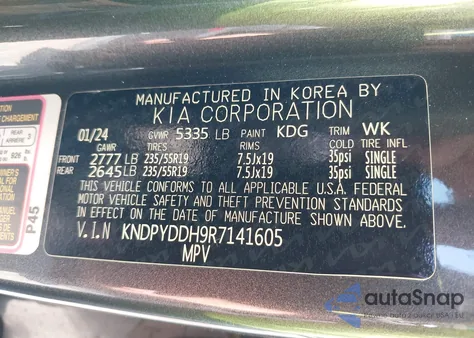 MANUFACTURED IN KOREA BY
KIA CORPORATION
01/24 GVWR 5335 LB PAINT KDG TRIM WK
GAWR TIRES RIMS COLD TIRE INFL
FRONT 2777 LB 235/55R19 7.5Jx19 35psi SINGLE
REAR 2645 LB 235/55R19 7.5Jx19 35psi SINGLE
THIS VEHICLE CONFORMS TO ALL APPLICABLE U.S.A. FEDERAL
MOTOR VEHICLE SAFETY AND THEFT PREVENTION STANDARDS
IN EFFECT ON THE DATE OF MANUFACTURE SHOWN ABOVE.
V.I.N KNDPYDDH9R7141605
MPV
P45
autoSnap